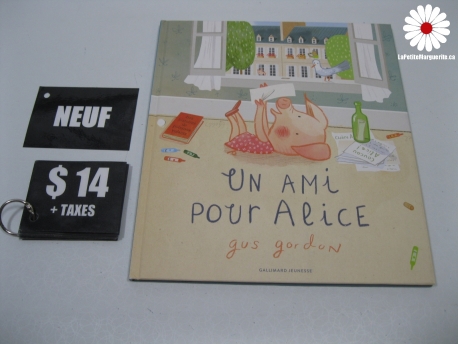 LaPetiteMarguerite.ca
NEUF
$ 14
+ TAXES
UN AMI
POUR ALICE
gus gordon
GALLIMARD JEUNESSE